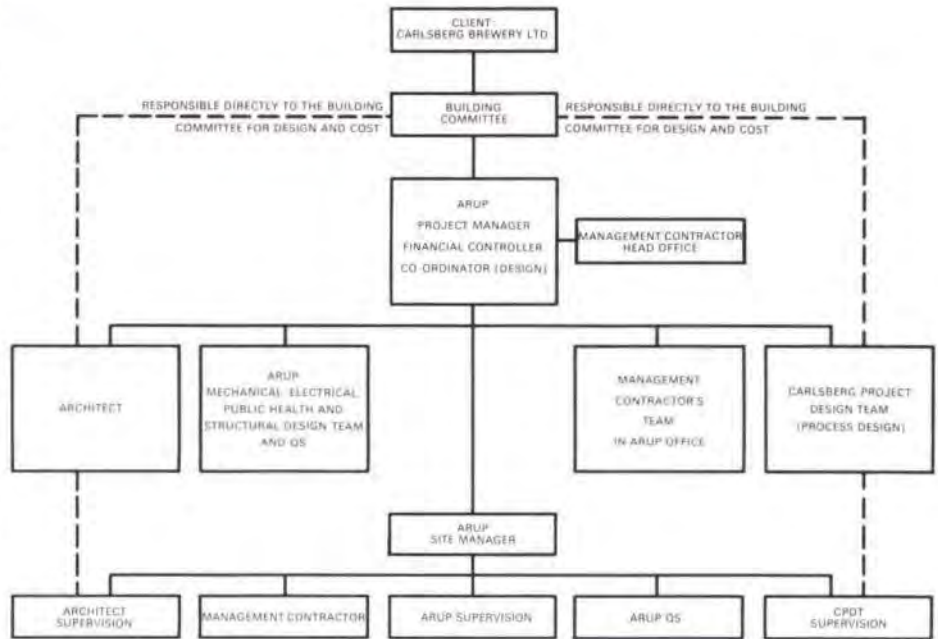 CLIENT:
CARLSBERG BREWERY LTD
RESPONSIBLE DIRECTLY TO THE BUILDING
COMMITTEE FOR DESIGN AND COST
BUILDING
COMMITTEE
RESPONSIBLE DIRECTLY TO THE BUILDING
COMMITTEE FOR DESIGN AND COST
ARUP
PROJECT MANAGER
FINANCIAL CONTROLLER
CO-ORDINATOR (DESIGN)
MANAGEMENT CONTRACTOR
HEAD OFFICE
ARCHITECT
ARUP
MECHANICAL, ELECTRICAL,
PUBLIC HEALTH AND
STRUCTURAL DESIGN TEAM
AND QS
MANAGEMENT
CONTRACTOR'S
TEAM
IN ARUP OFFICE
CARLSBERG PROJECT
DESIGN TEAM
(PROCESS DESIGN)
ARUP
SITE MANAGER
ARCHITECT
SUPERVISION
MANAGEMENT CONTRACTOR
ARUP SUPERVISION
ARUP QS
CPDT
SUPERVISION